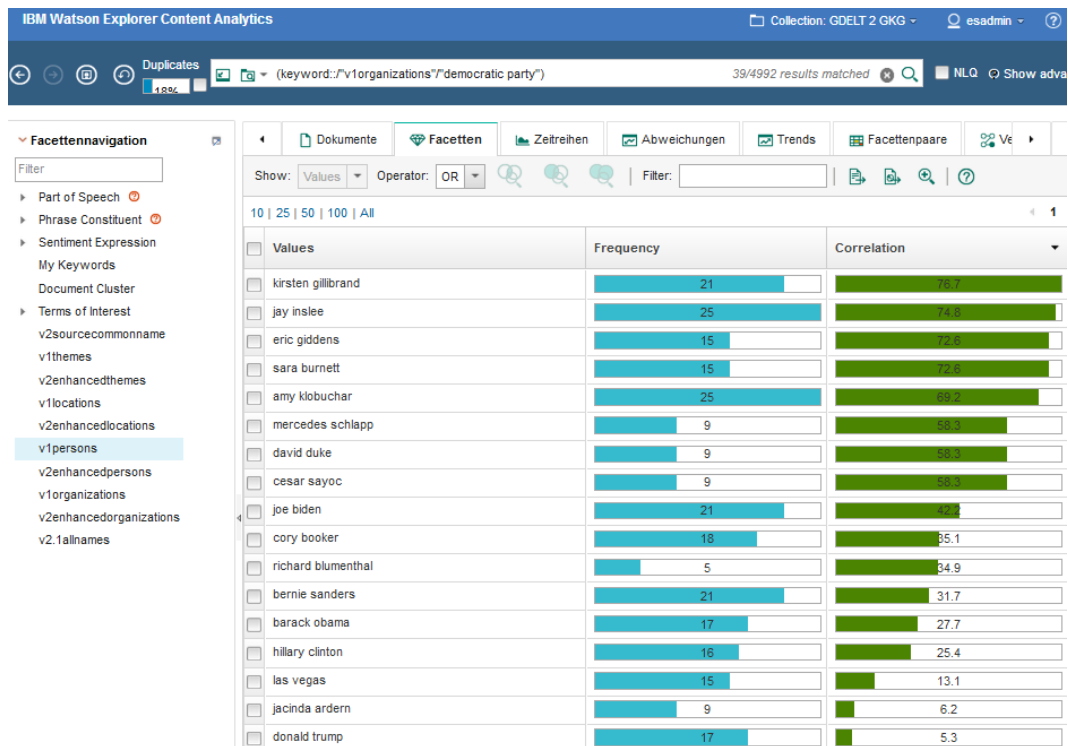 IBM Watson Explorer Content Analytics
Collection: GDELT 2 GKG
esadmin
?
Duplicates
18%
(keyword::/"v1organizations"/"democratic party")
39/4992 results matched
NLQ
Show adva
Facettennavigation
Filter
Part of Speech
Phrase Constituent
Sentiment Expression
My Keywords
Document Cluster
Terms of Interest
v2sourcecommonname
v1themes
v2enhancedthemes
v1locations
v2enhancedlocations
v1persons
v2enhancedpersons
v1organizations
v2enhancedorganizations
v2.1allnames
Dokumente Facetten Zeitreihen Abweichungen Trends Facettenpaare Ve
Show: Values Operator: OR Filter: ?
10 | 25 | 50 | 100 | All 1
Values Frequency Correlation
kirsten gillibrand 21 76.7
jay inslee 25 74.8
eric giddens 15 72.6
sara burnett 15 72.6
amy klobuchar 25 69.2
mercedes schlapp 9 58.3
david duke 9 58.3
cesar sayoc 9 58.3
joe biden 21 42.2
cory booker 18 35.1
richard blumenthal 5 34.9
bernie sanders 21 31.7
barack obama 17 27.7
hillary clinton 16 25.4
las vegas 15 13.1
jacinda ardern 9 6.2
donald trump 17 5.3